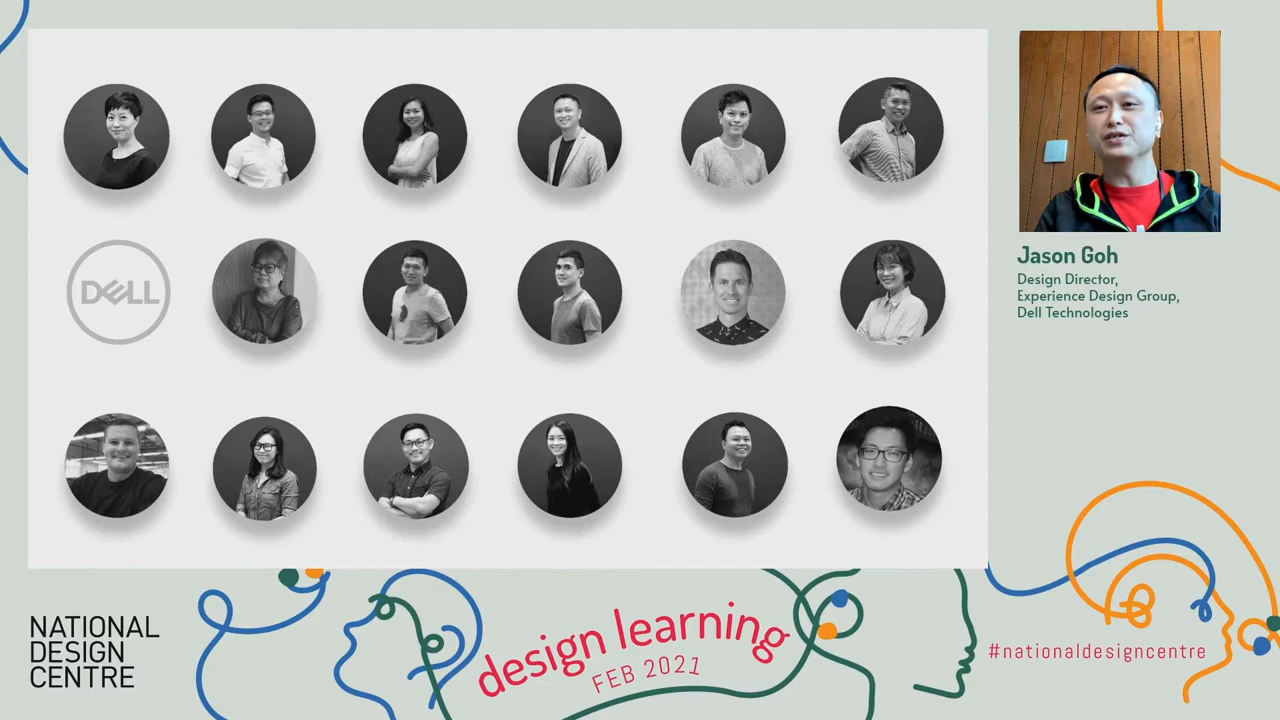 DELL
Jason Goh
Design Director,
Experience Design Group,
Dell Technologies
NATIONAL
DESIGN
CENTRE
design learning
FEB 2021
#nationaldesigncentre